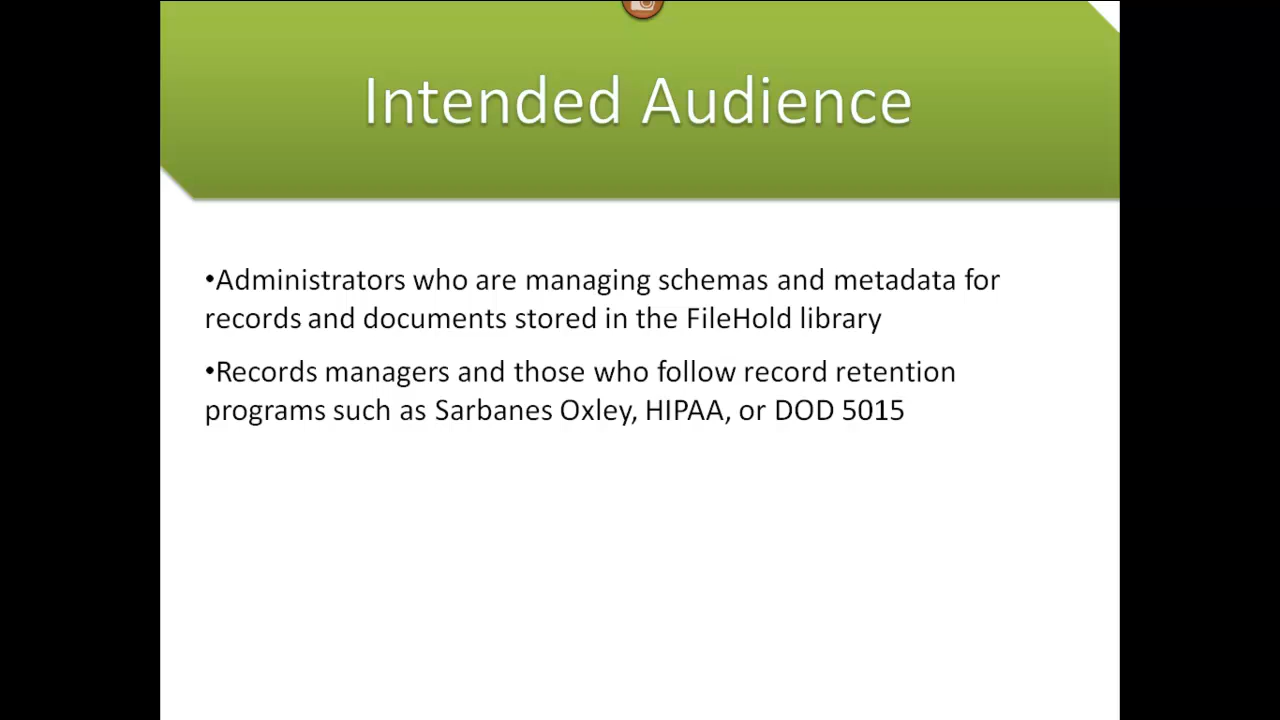 Intended Audience
•Administrators who are managing schemas and metadata for
records and documents stored in the FileHold library
•Records managers and those who follow record retention
programs such as Sarbanes Oxley, HIPAA, or DOD 5015